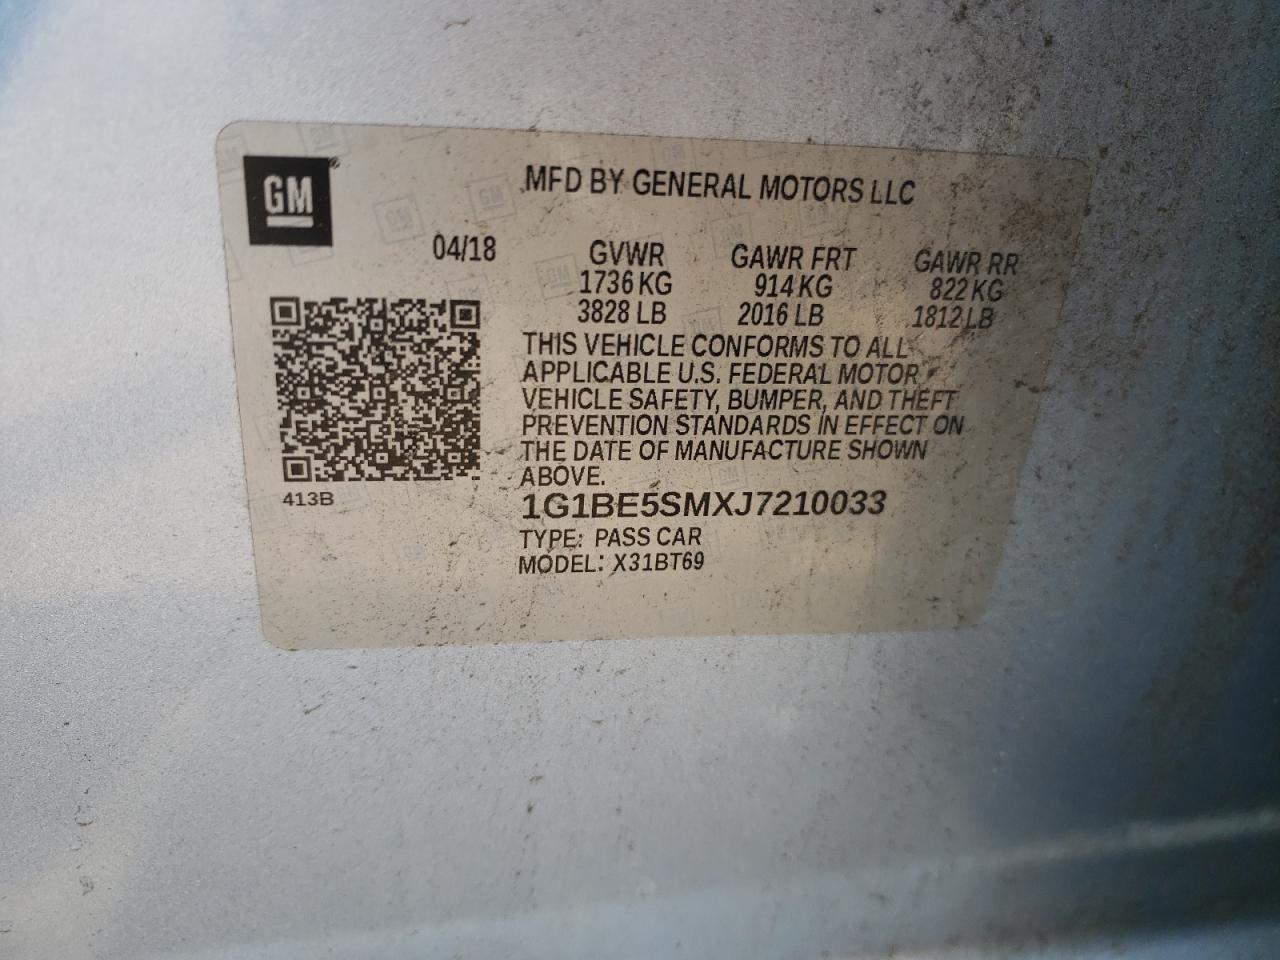 GM
MFD BY GENERAL MOTORS LLC
04/18 GVWR GAWR FRT GAWR RR
1736 KG 914 KG 822 KG
3828 LB 2016 LB 1812 LB
THIS VEHICLE CONFORMS TO ALL
APPLICABLE U.S. FEDERAL MOTOR
VEHICLE SAFETY, BUMPER, AND THEFT
PREVENTION STANDARDS IN EFFECT ON
THE DATE OF MANUFACTURE SHOWN
ABOVE.
413B
1G1BE5SMXJ7210033
TYPE: PASS CAR
MODEL: X31BT69